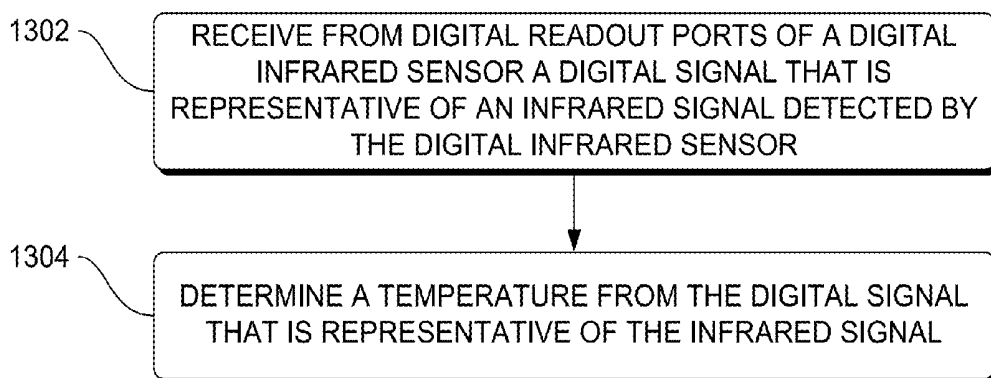 1302
RECEIVE FROM DIGITAL READOUT PORTS OF A DIGITAL
INFRARED SENSOR A DIGITAL SIGNAL THAT IS
REPRESENTATIVE OF AN INFRARED SIGNAL DETECTED BY
THE DIGITAL INFRARED SENSOR
1304
DETERMINE A TEMPERATURE FROM THE DIGITAL SIGNAL
THAT IS REPRESENTATIVE OF THE INFRARED SIGNAL